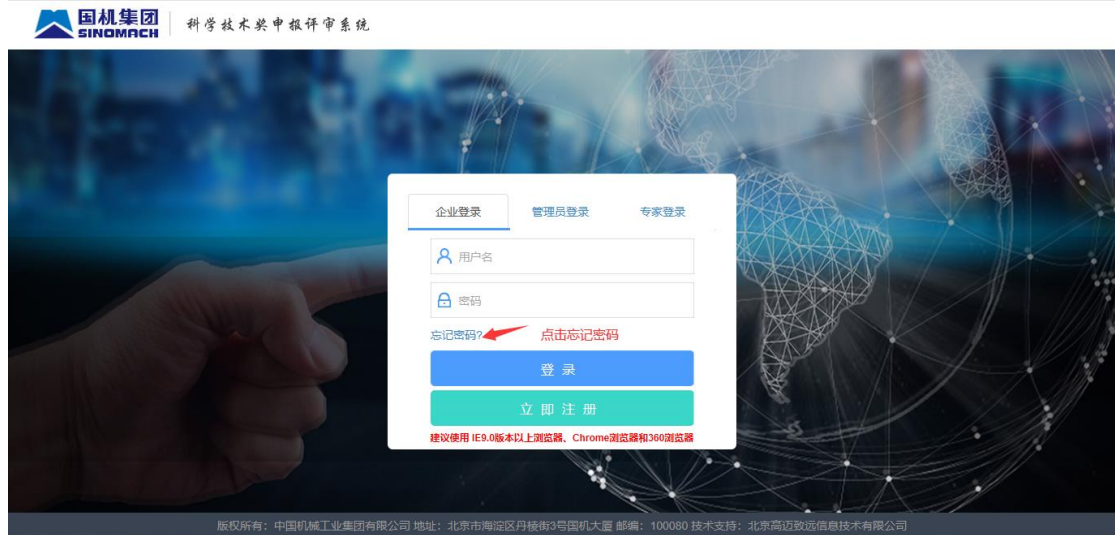 国机集团
SINOMACH
科学技术奖申报评审系统
企业登录 管理员登录 专家登录
用户名
密码
忘记密码? 点击忘记密码
登 录
立 即 注 册
建议使用 IE9.0版本以上浏览器、Chrome浏览器和360浏览器
版权所有：中国机械工业集团有限公司 地址：北京市海淀区丹棱街3号国机大厦 邮编：100080 技术支持：北京高迈致远信息技术有限公司